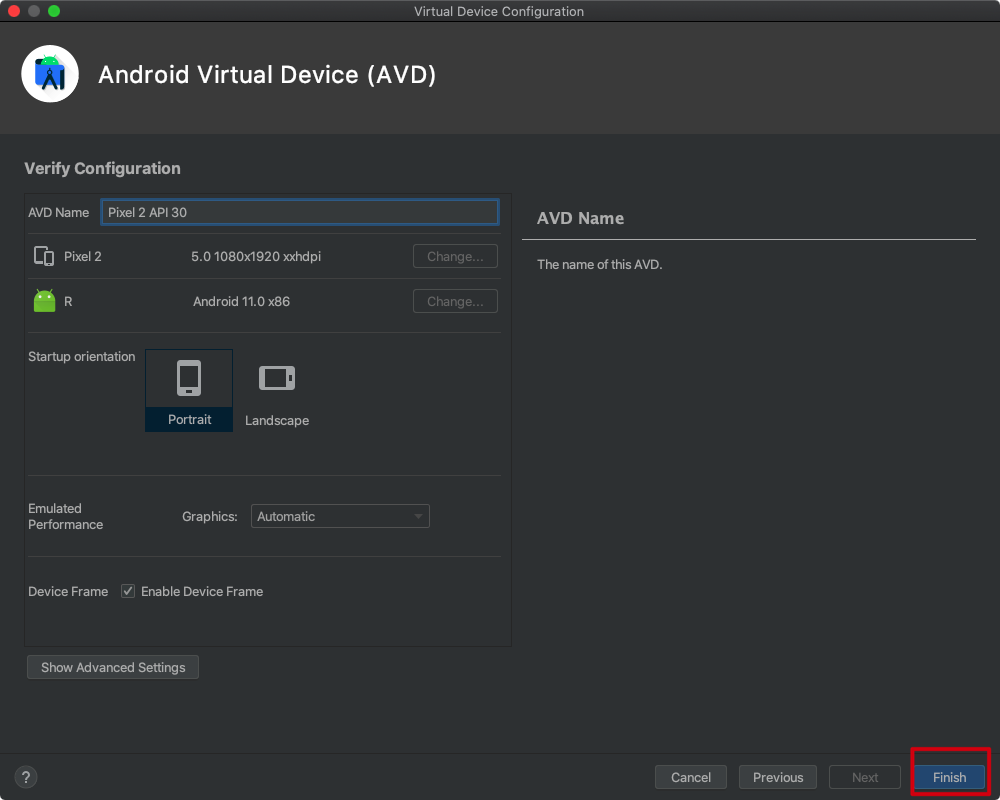 Virtual Device Configuration
Android Virtual Device (AVD)
Verify Configuration
AVD Name Pixel 2 API 30
Pixel 2 5.0 1080x1920 xxhdpi Change...
R Android 11.0 x86 Change...
Startup orientation
Portrait Landscape
Emulated
Performance
Graphics: Automatic
Device Frame Enable Device Frame
Show Advanced Settings
AVD Name
The name of this AVD.
? Cancel Previous Next Finish